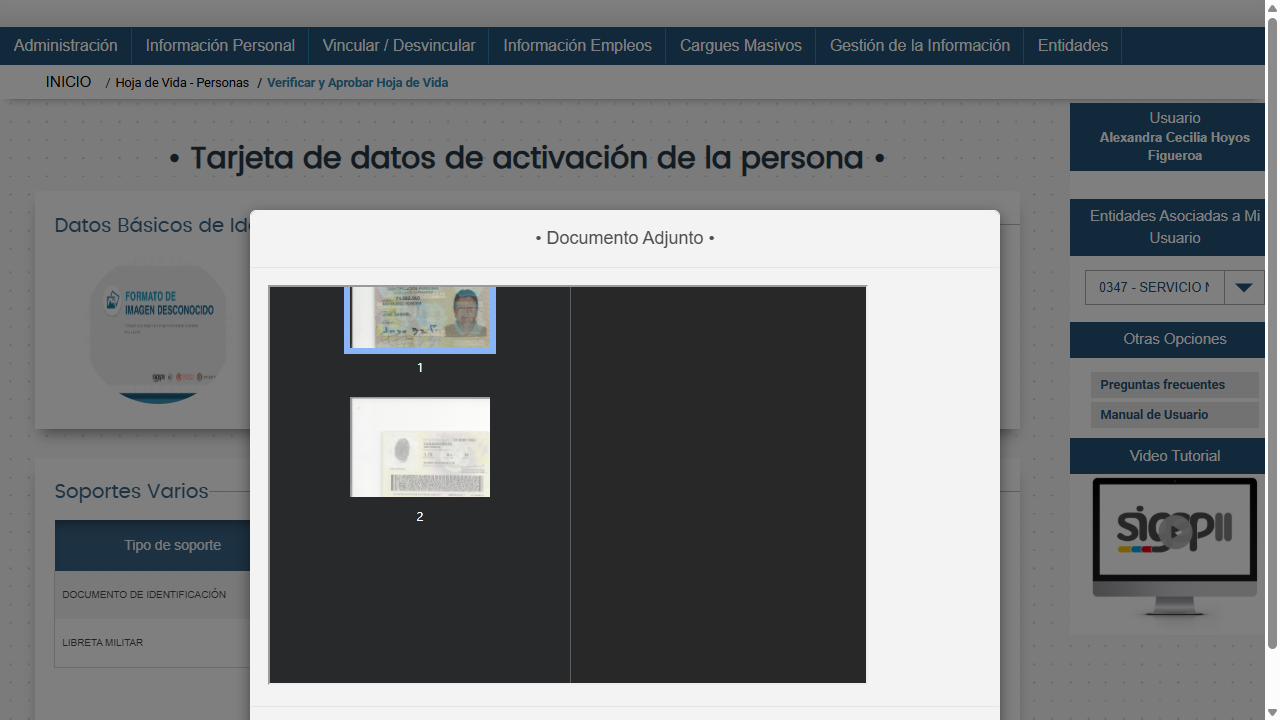 Administración
Información Personal
Vincular / Desvincular
Información Empleos
Cargues Masivos
Gestión de la Información
Entidades
INICIO / Hoja de Vida - Personas / Verificar y Aprobar Hoja de Vida
• Tarjeta de datos de activación de la persona •
Datos Básicos de Ide
FORMATO DE
IMAGEN DESCONOCIDO
• Documento Adjunto •
1
2
Soportes Varios
Tipo de soporte
DOCUMENTO DE IDENTIFICACIÓN
LIBRETA MILITAR
Usuario
Alexandra Cecilia Hoyos
Figueroa
Entidades Asociadas a Mi
Usuario
0347 - SERVICIO N
Otras Opciones
Preguntas frecuentes
Manual de Usuario
Video Tutorial
sigepII